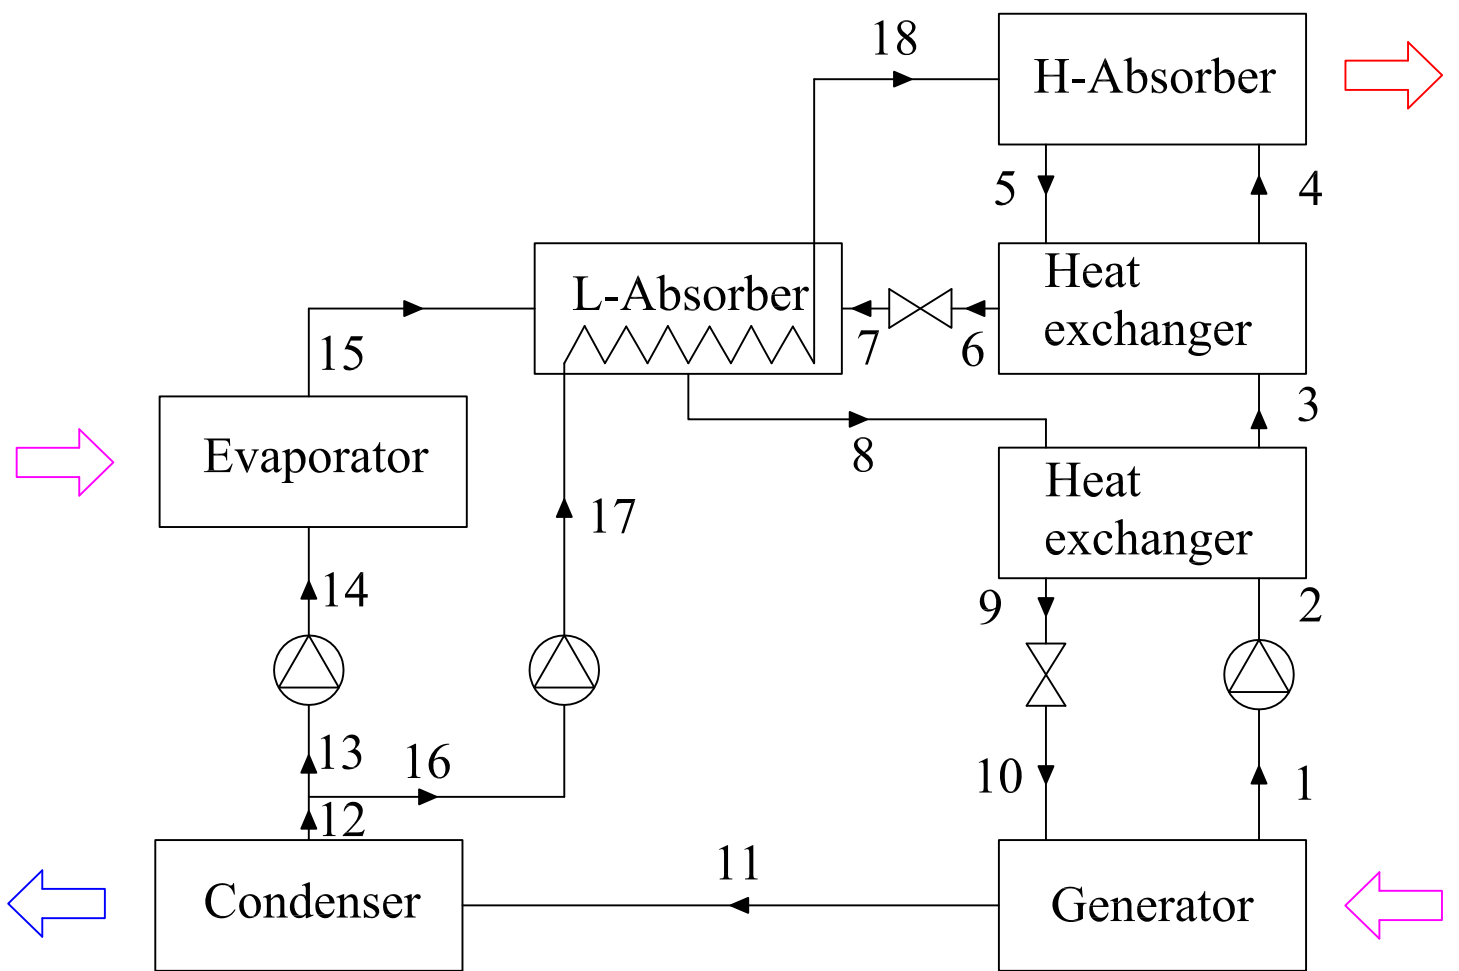 18
H-Absorber
5
4
Heat
exchanger
L-Absorber
15
7
6
3
Evaporator
8
Heat
exchanger
17
14
9
2
13
16
10
1
12
11
Condenser
Generator